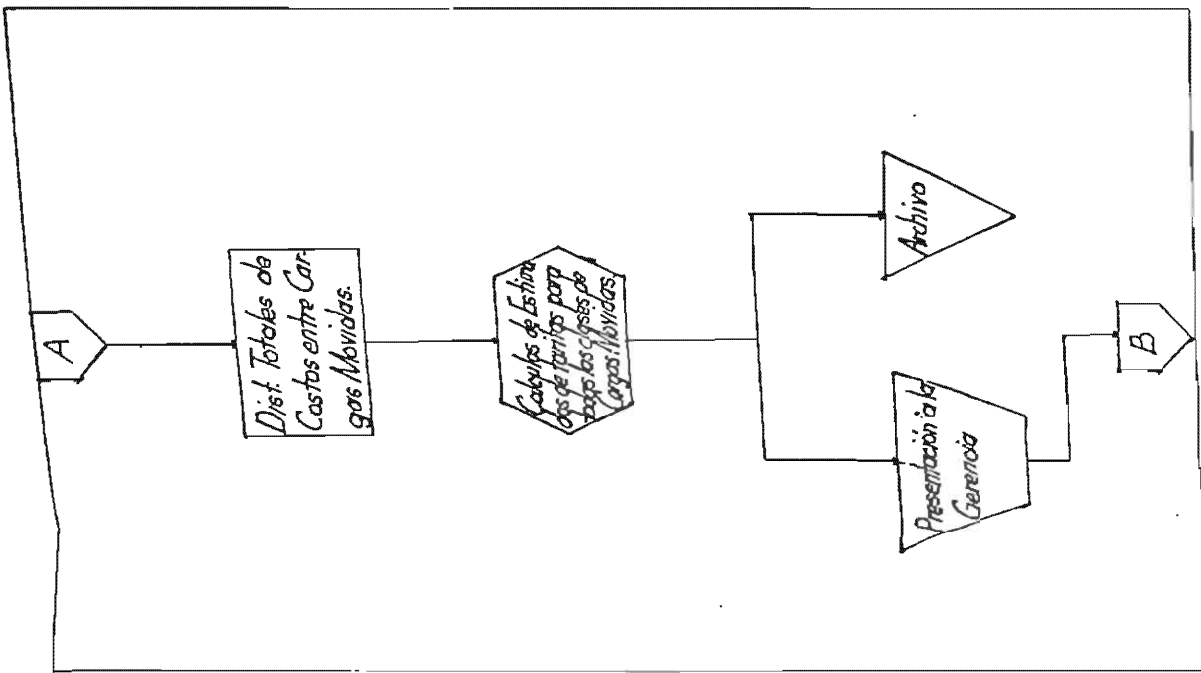 A
Dist. Totales de
Costos entre Car-
gas Movidas.
Calculos de Estima
dos de tarifas para
todas las clases de
Cargas Movidas.
Archivo
Presentación a la
Gerencia
B